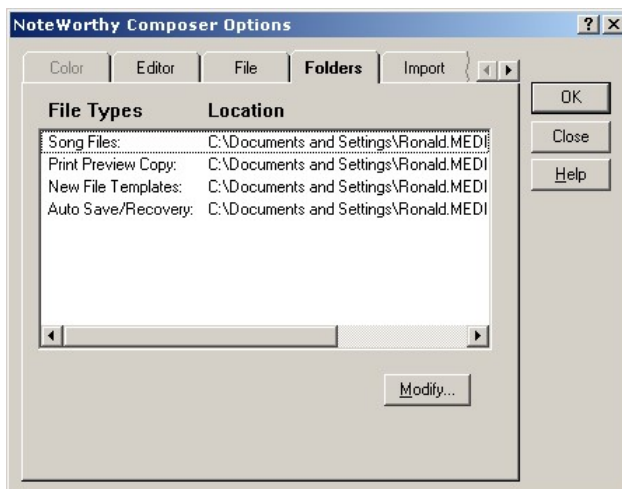 NoteWorthy Composer Options
Color Editor File Folders Import
OK
File Types Location
Close
Song Files: C:\Documents and Settings\Ronald.MEDI
Print Preview Copy: C:\Documents and Settings\Ronald.MEDI
Help
New File Templates: C:\Documents and Settings\Ronald.MEDI
Auto Save/Recovery: C:\Documents and Settings\Ronald.MEDI
Modify...